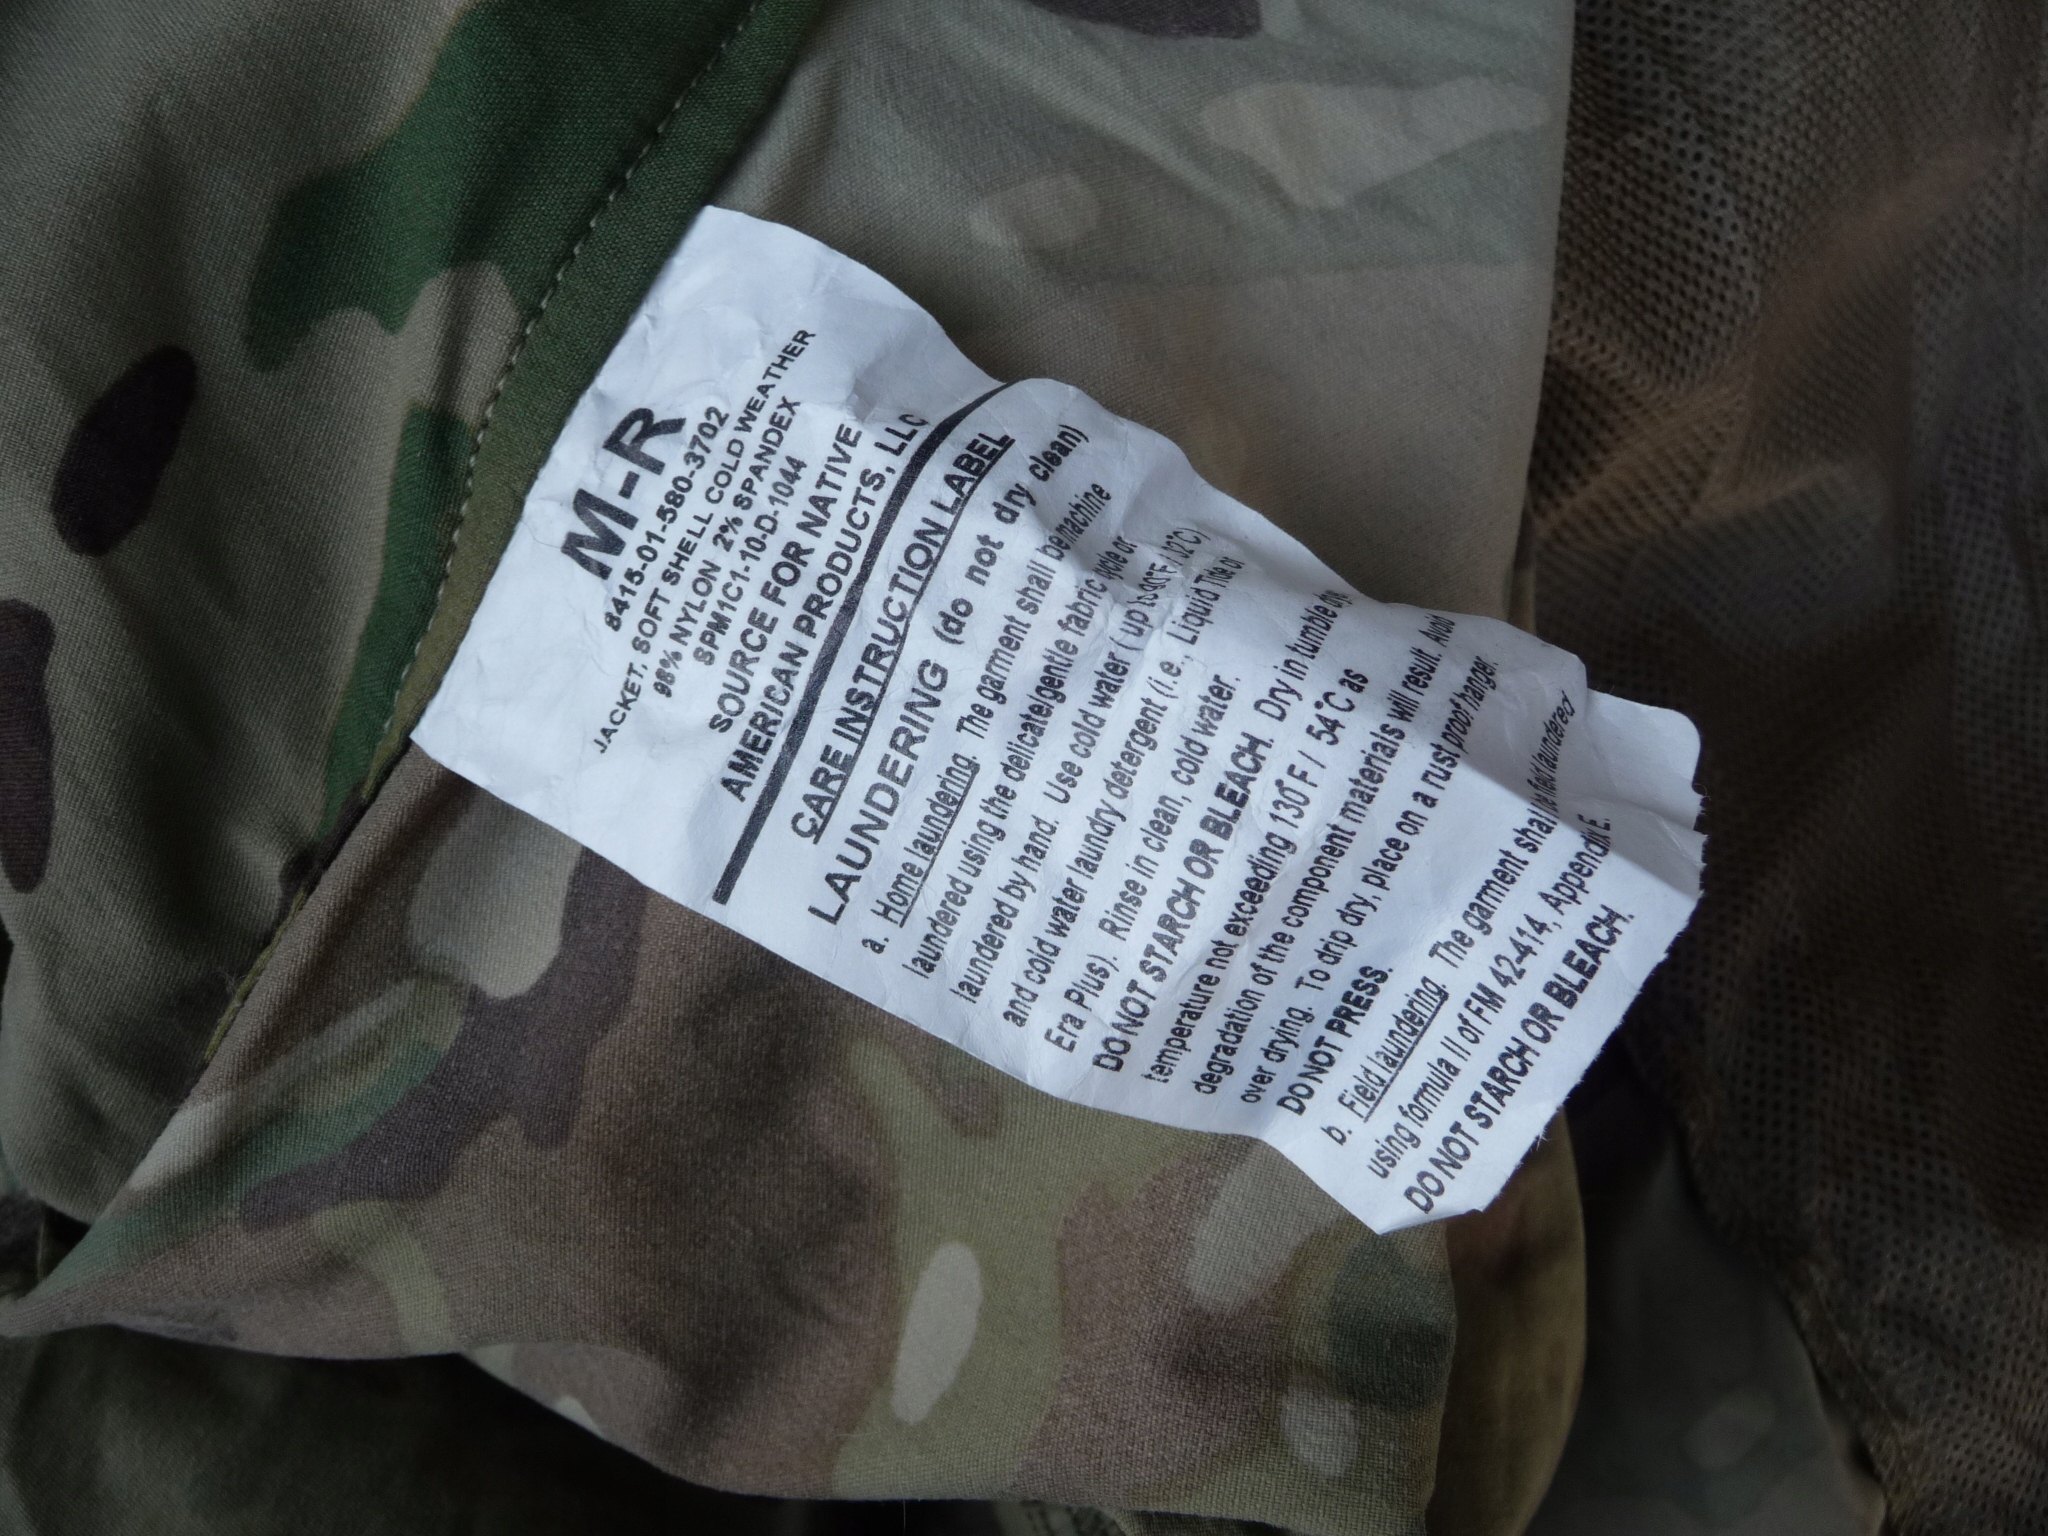 M-R
8415-01-580-3702
JACKET, SOFT SHELL COLD WEATHER
98% NYLON 2% SPANDEX
SPM1C1-10-D-1044
SOURCE FOR NATIVE
AMERICAN PRODUCTS, LLC
CARE INSTRUCTION LABEL
LAUNDERING (do not dry clean)
a. Home laundering. The garment shall be machine
laundered using the delicate/gentle fabric cycle or
laundered by hand. Use cold water ( up to 90°F / 32°C)
and cold water laundry detergent (i.e., Liquid Tide or
Era Plus). Rinse in clean, cold water.
DO NOT STARCH OR BLEACH. Dry in tumble dryer
temperature not exceeding 130°F / 54°C as
degradation of the component materials will result. Avoid
over drying. To drip dry, place on a rust proof hanger.
DO NOT PRESS.
b. Field laundering. The garment shall be field laundered
using formula II of FM 42-414, Appendix E.
DO NOT STARCH OR BLEACH.